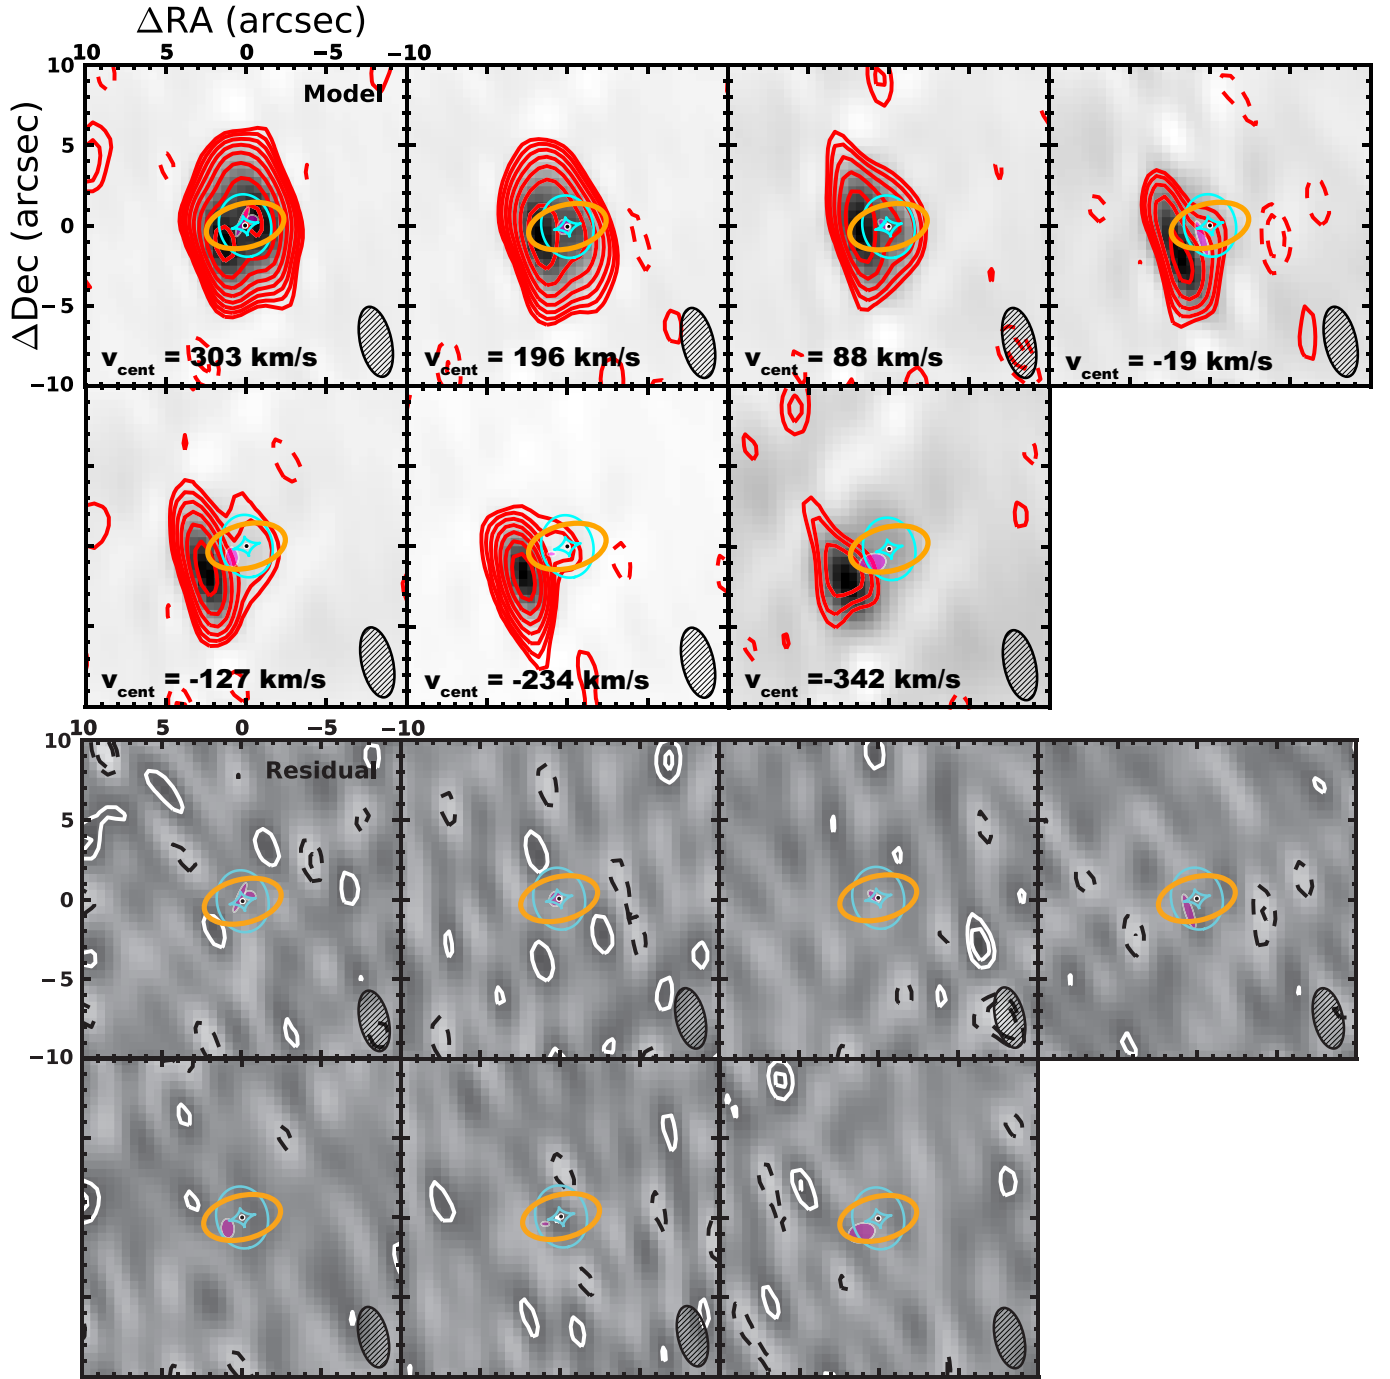 ΔRA (arcsec)
10 5 0 −5 −10
ΔDec (arcsec)
10
5
0
−5
−10
Model
v_cent = 303 km/s
v_cent = 196 km/s
v_cent = 88 km/s
v_cent = -19 km/s
v_cent = -127 km/s
v_cent = -234 km/s
v_cent =-342 km/s
10 5 0 −5 −10
10
5
0
−5
−10
Residual